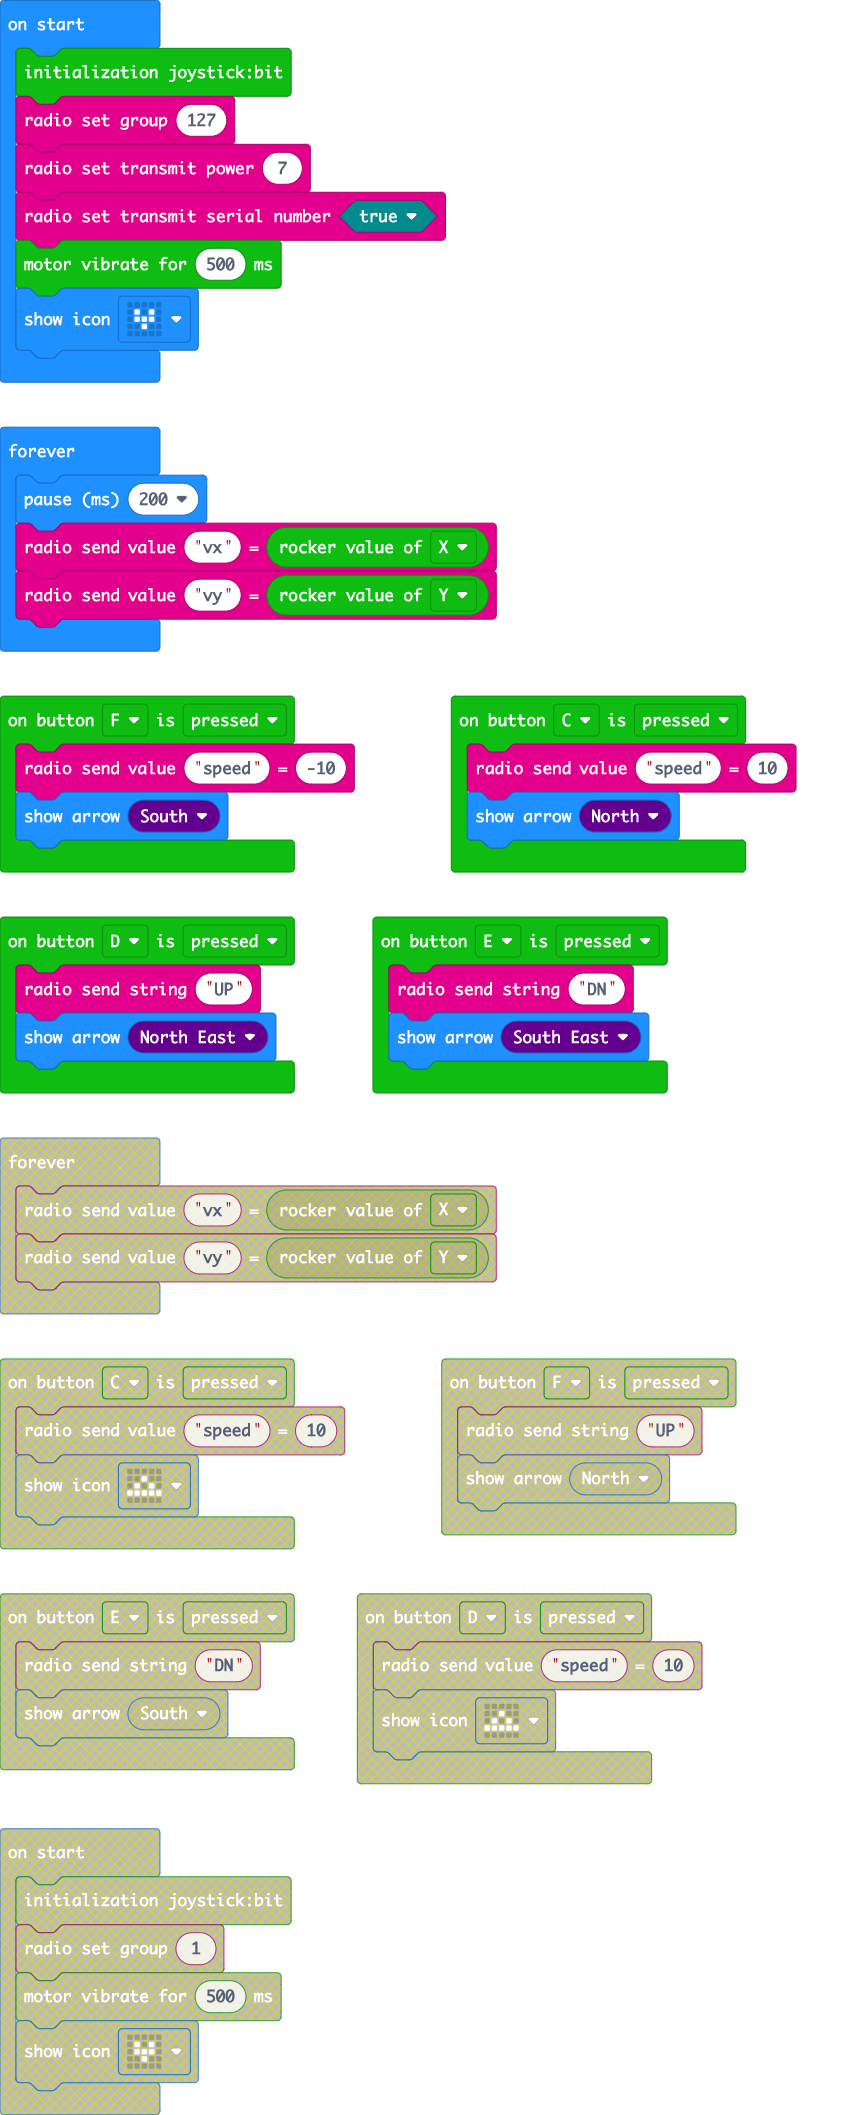 on start
initialization joystick:bit
radio set group 127
radio set transmit power 7
radio set transmit serial number true
motor vibrate for 500 ms
show icon
forever
pause (ms) 200
radio send value "vx" = rocker value of X
radio send value "vy" = rocker value of Y
on button F is pressed
radio send value "speed" = -10
show arrow South
on button C is pressed
radio send value "speed" = 10
show arrow North
on button D is pressed
radio send string "UP"
show arrow North East
on button E is pressed
radio send string "DN"
show arrow South East
forever
radio send value "vx" = rocker value of X
radio send value "vy" = rocker value of Y
on button C is pressed
radio send value "speed" = 10
show icon
on button F is pressed
radio send string "UP"
show arrow North
on button E is pressed
radio send string "DN"
show arrow South
on button D is pressed
radio send value "speed" = 10
show icon
on start
initialization joystick:bit
radio set group 1
motor vibrate for 500 ms
show icon